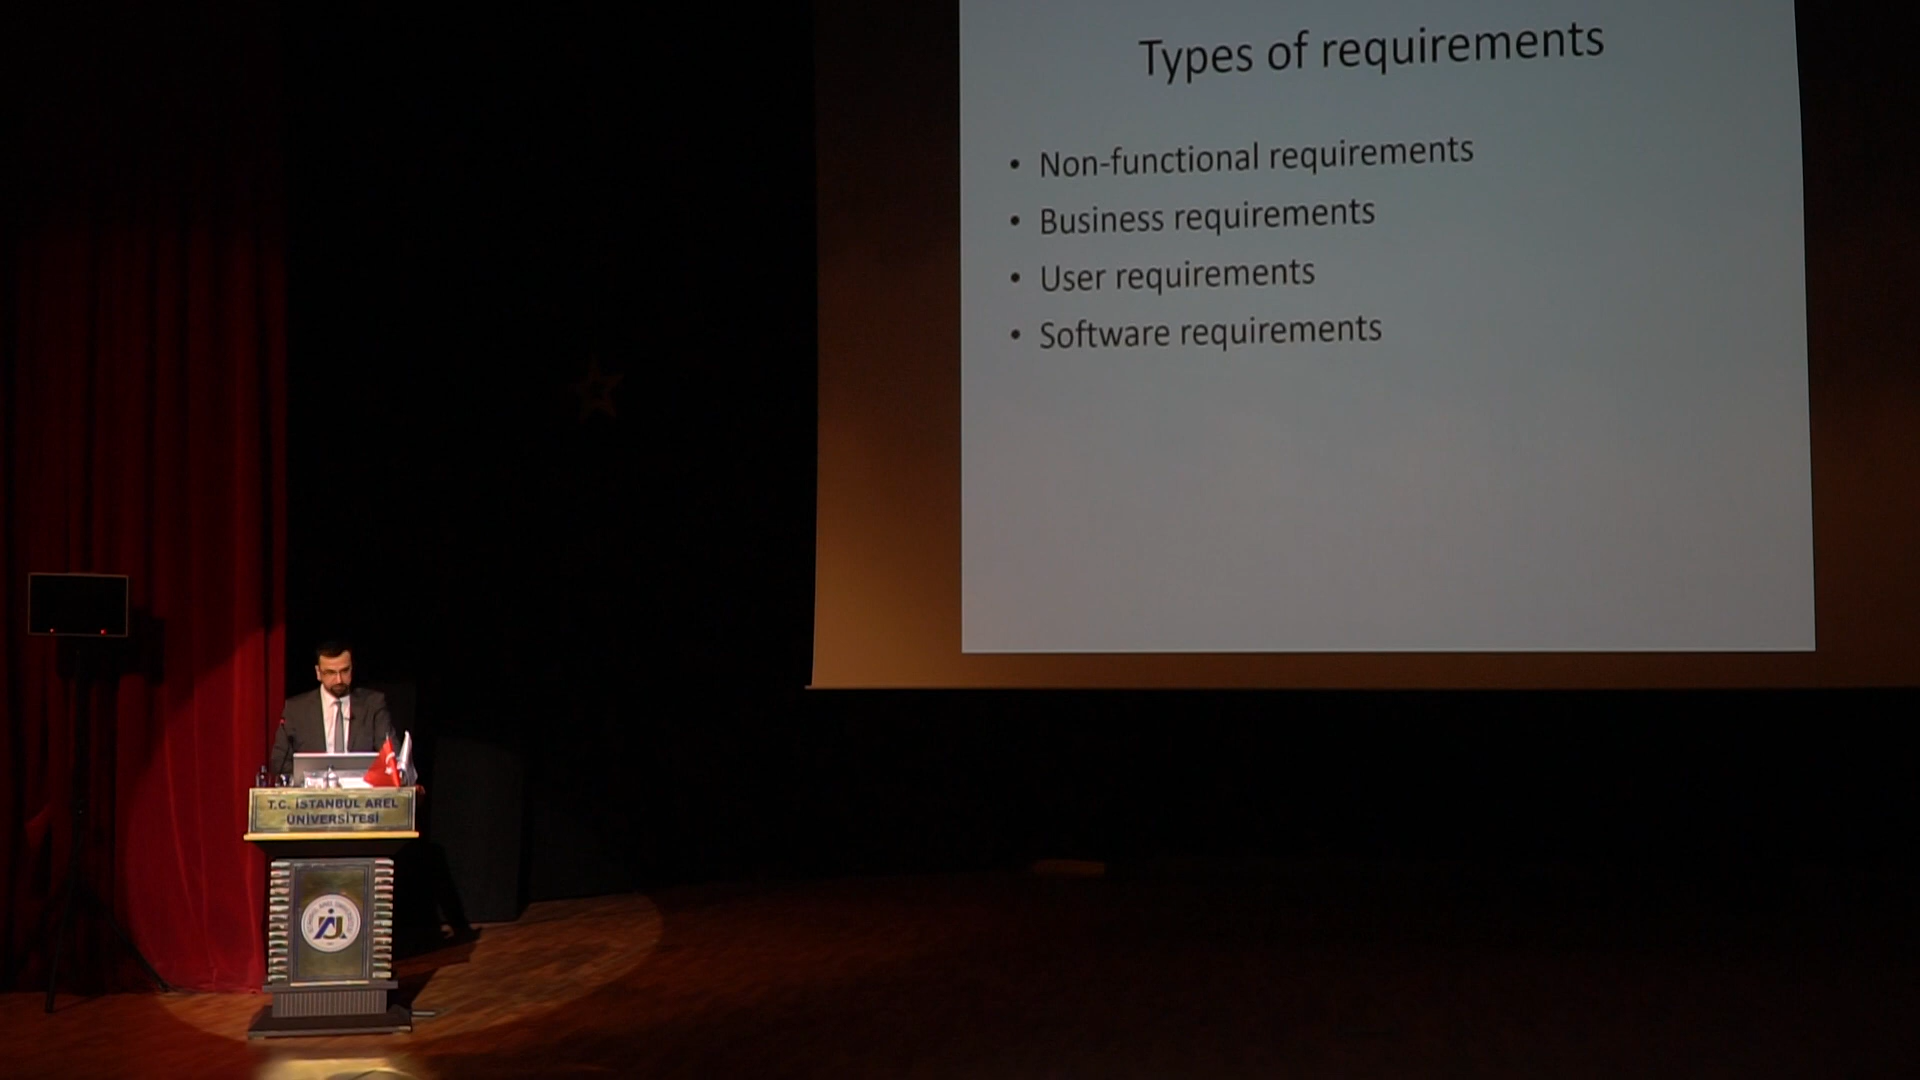 Types of requirements
• Non-functional requirements
• Business requirements
• User requirements
• Software requirements
T.C. İSTANBUL AREL
ÜNİVERSİTESİ